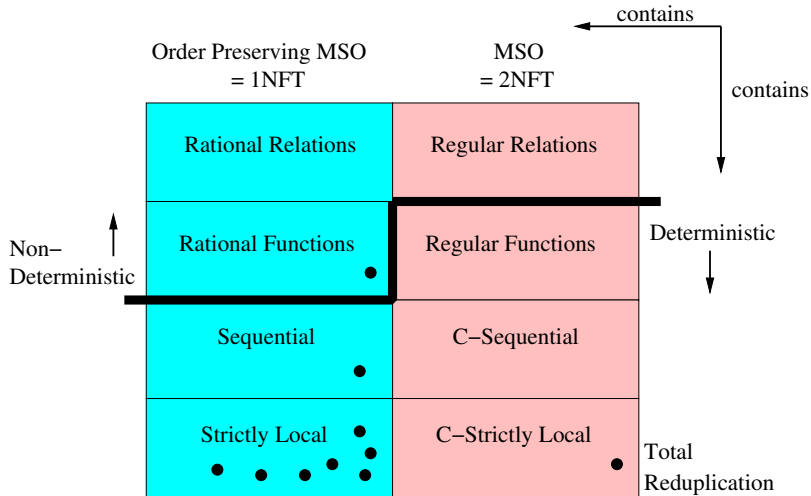 contains
Order Preserving MSO
= 1NFT
MSO
= 2NFT
contains
Rational Relations
Regular Relations
Non-
Deterministic
Rational Functions
Regular Functions
Deterministic
Sequential
C-Sequential
Strictly Local
C-Strictly Local
Total
Reduplication